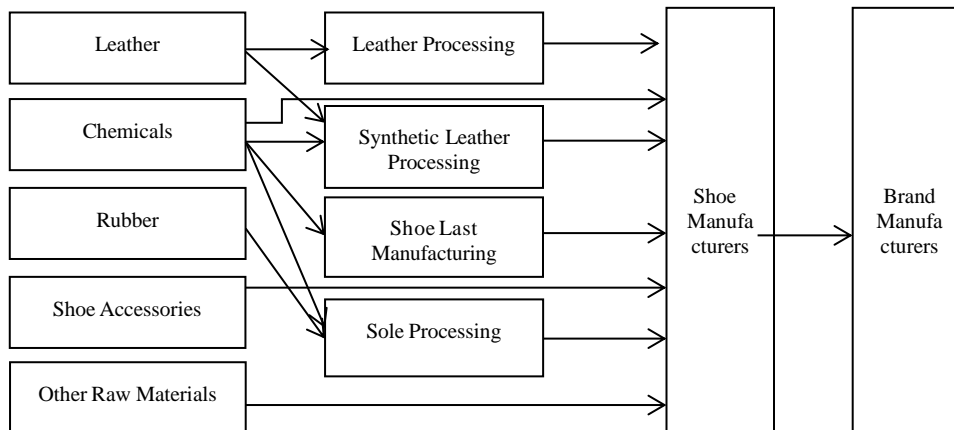 Leather
Chemicals
Rubber
Shoe Accessories
Other Raw Materials
Leather Processing
Synthetic Leather
Processing
Shoe Last
Manufacturing
Sole Processing
Shoe
Manufa
cturers
Brand
Manufa
cturers